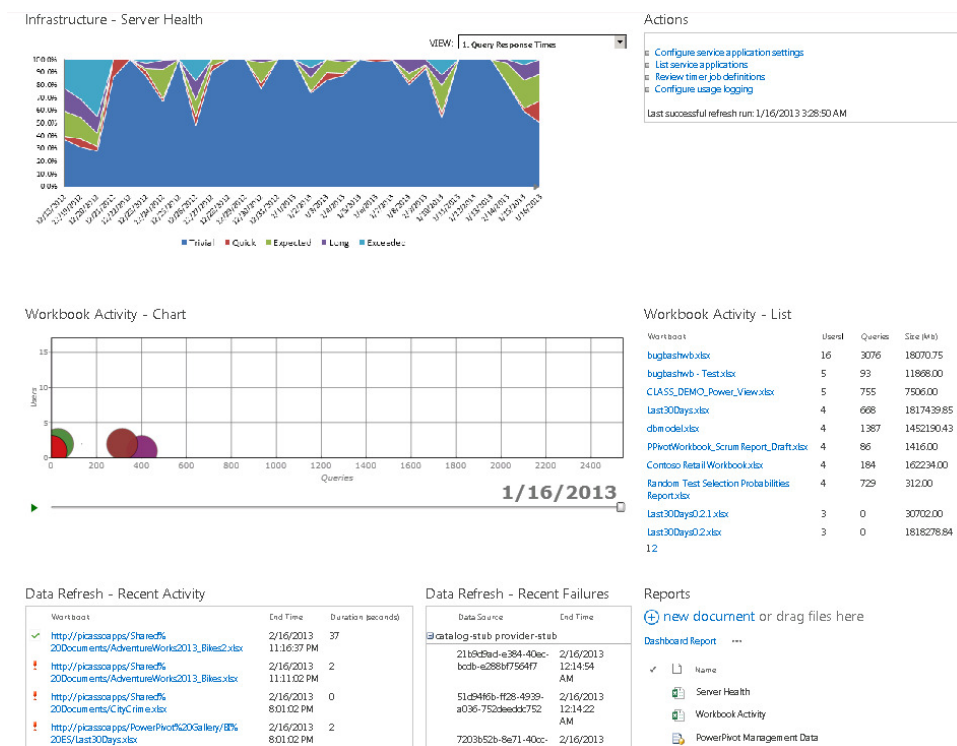 Infrastructure - Server Health
VIEW: 1. Query Response Times
100.0%
90.0%
80.0%
70.0%
60.0%
50.0%
40.0%
30.0%
20.0%
0.0%
Trivial Quick Expected Long Exceeded
Actions
Configure service application settings
List service applications
Review timer job definitions
Configure usage logging
Last successful refresh run: 1/16/2013 3:28:50 AM
Workbook Activity - Chart
15
10
5
Users
0 200 400 600 800 1000 1200 1400 1600 1800 2000 2200 2400
Queries
1/16/2013
Workbook Activity - List
Workbook Users Queries Size (Mb)
bugbashwb.xlsx 16 3076 18070.75
bugbashwb - Test.xlsx 5 93 11868.00
CLASS_DEMO_Power_View.xlsx 5 755 7506.00
Last30Days.xlsx 4 668 1817439.85
dbmodel.xlsx 4 1387 1452190.43
PPivotWorkbook_Scrum Report_Draft.xlsx 4 86 1416.00
Contoso Retail Workbook.xlsx 4 184 162234.00
Random Test Selection Probabilities 4 729 312.00
Report.xlsx
Last30Days0.2.1.xlsx 3 0 30702.00
Last30Days0.2.xlsx 3 0 1818278.84
1 2
Data Refresh - Recent Activity
Workbook End Time Duration (seconds)
http://picassoapps/Shared% 2/16/2013 37
20Documents/AdventureWorks2013_Bikes2.xlsx 11:16:37 PM
http://picassoapps/Shared% 2/16/2013 2
20Documents/AdventureWorks2013_Bikes.xlsx 11:11:02 PM
http://picassoapps/Shared% 2/16/2013 0
20Documents/CityCrime.xlsx 8:01:02 PM
http://picassoapps/PowerPivot%20Gallery/BI% 2/16/2013 2
20ES/Last30Days.xlsx 8:01:02 PM
Data Refresh - Recent Failures
Data Source End Time
catalog-stub provider-stub
21b9d9ad-e384-40ec- 2/16/2013
bcdb-e288bf7564f7 12:14:54
AM
51d94f6b-ff28-4939- 2/16/2013
a036-752deeddc752 12:14:22
AM
7203b52b-8e71-40cc- 2/16/2013
Reports
new document or drag files here
Dashboard Report ...
Name
Server Health
Workbook Activity
PowerPivot Management Data